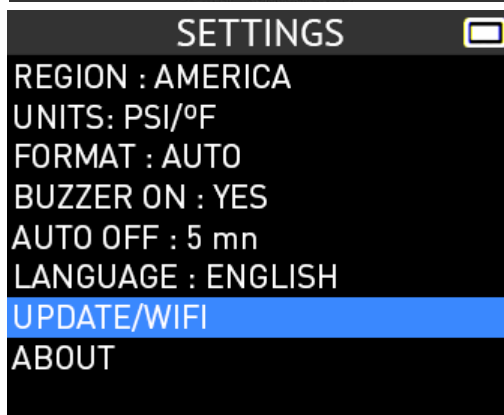 SETTINGS
REGION : AMERICA
UNITS: PSI/ºF
FORMAT : AUTO
BUZZER ON : YES
AUTO OFF : 5 mn
LANGUAGE : ENGLISH
UPDATE/WIFI
ABOUT